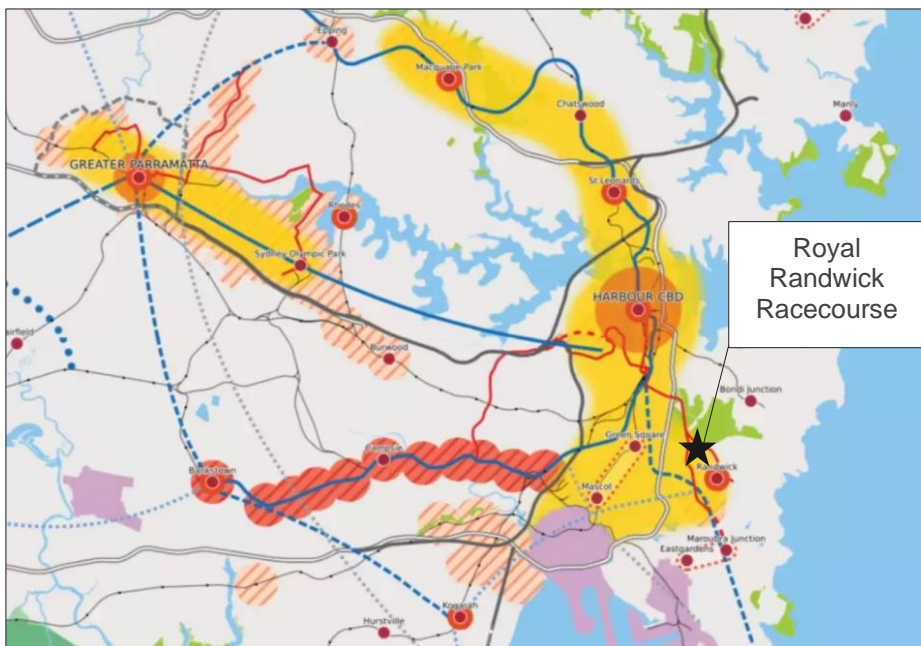 Epping
Macquarie Park
Chatswood
Manly
GREATER PARRAMATTA
St Leonards
Rhodes
Royal
Randwick
Racecourse
Sydney Olympic Park
HARBOUR CBD
airfield
Burwood
Bondi Junction
Green Square
Campsie
Bankstown
Randwick
Mascot
Maroubra Junction
Eastgardens
Kogarah
Hurstville